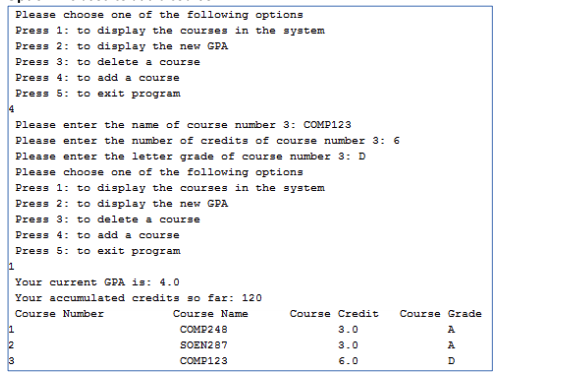 Please choose one of the following options
Press 1: to display the courses in the system
Press 2: to display the new GPA
Press 3: to delete a course
Press 4: to add a course
Press 5: to exit program
4
Please enter the name of course number 3: COMP123
Please enter the number of credits of course number 3: 6
Please enter the letter grade of course number 3: D
Please choose one of the following options
Press 1: to display the courses in the system
Press 2: to display the new GPA
Press 3: to delete a course
Press 4: to add a course
Press 5: to exit program
1
Your current GPA is: 4.0
Your accumulated credits so far: 120
Course Number Course Name Course Credit Course Grade
1 COMP248 3.0 A
2 SOEN287 3.0 A
3 COMP123 6.0 D